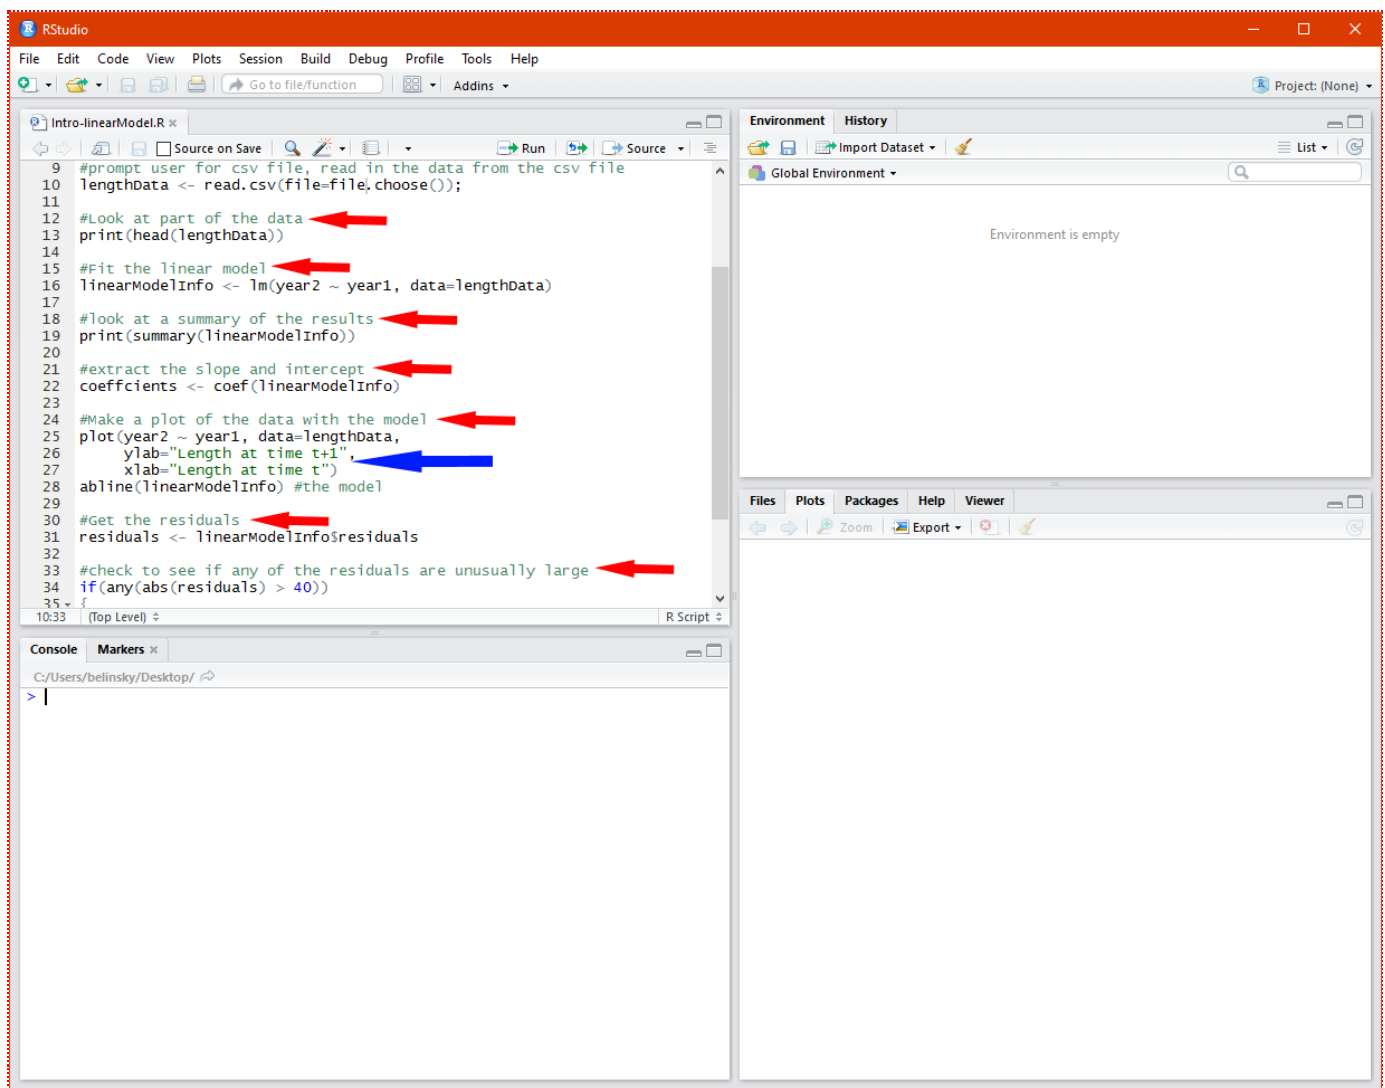 RStudio
File Edit Code View Plots Session Build Debug Profile Tools Help
Go to file/function Addins Project: (None)
Intro-linearModel.R
Source on Save Run Source
9 #prompt user for csv file, read in the data from the csv file
10 lengthData <- read.csv(file=file.choose());
11
12 #Look at part of the data
13 print(head(lengthData))
14
15 #Fit the linear model
16 linearModelInfo <- lm(year2 ~ year1, data=lengthData)
17
18 #look at a summary of the results
19 print(summary(linearModelInfo))
20
21 #extract the slope and intercept
22 coeffcients <- coef(linearModelInfo)
23
24 #Make a plot of the data with the model
25 plot(year2 ~ year1, data=lengthData,
26 ylab="Length at time t+1",
27 xlab="Length at time t")
28 abline(linearModelInfo) #the model
29
30 #Get the residuals
31 residuals <- linearModelInfo$residuals
32
33 #check to see if any of the residuals are unusually large
34 if(any(abs(residuals) > 40))
35 {
10:33 (Top Level) R Script
Console Markers
C:/Users/belinsky/Desktop/
>
Environment History
Import Dataset List
Global Environment
Environment is empty
Files Plots Packages Help Viewer
Zoom Export